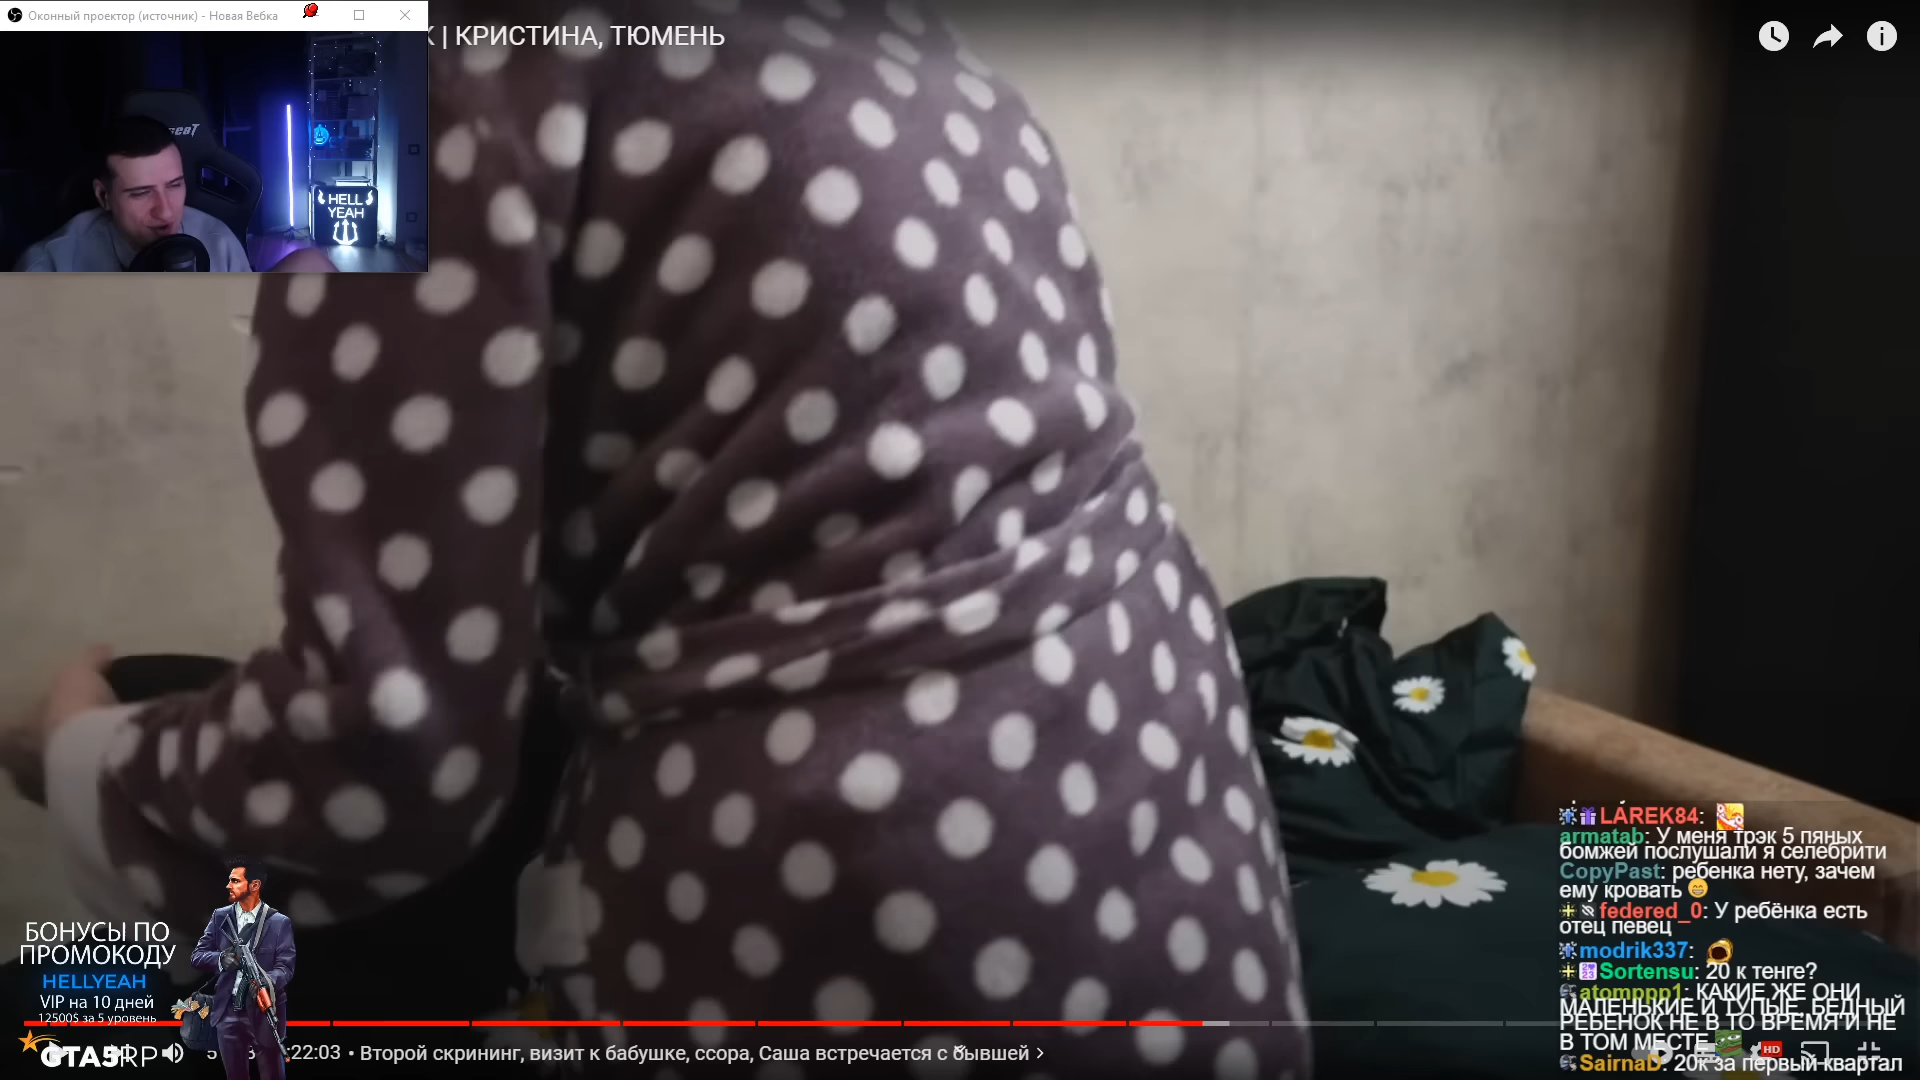 Оконный проектор (источник) - Новая Вебка
| КРИСТИНА, ТЮМЕНЬ
HELL
YEAH
LAREK84:
armatab: У меня трэк 5 пяных
бомжей послушали я селебрити
CopyPast: ребенка нету, зачем
ему кровать
federed_0: У ребёнка есть
отец певец
modrik337:
Sortensu: 20 к тенге?
atomppp1: КАКИЕ ЖЕ ОНИ
МАЛЕНЬКИЕ И ТУПЫЕ, БЕДНЫЙ
РЕБЕНОК НЕ В ТО ВРЕМЯ И НЕ
В ТОМ МЕСТЕ
SairnaD: 20к за первый квартал
БОНУСЫ ПО
ПРОМОКОДУ
HELLYEAH
VIP на 10 дней
12500$ за 5 уровень
GTA5RP
:22:03 • Второй скрининг, визит к бабушке, ссора, Саша встречается с бывшей
HD